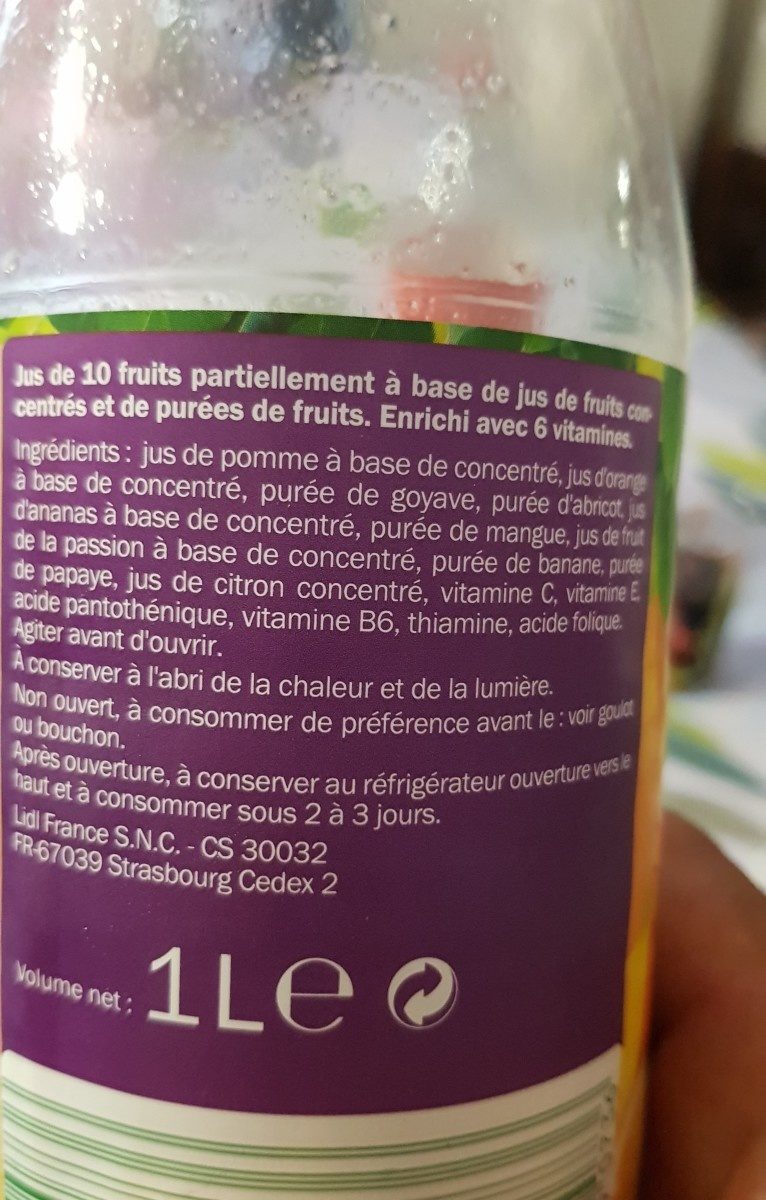 Jus de 10 fruits partiellement à base de jus de fruits con-
centrés et de purées de fruits. Enrichi avec 6 vitamines.
Ingrédients : jus de pomme à base de concentré, jus d'orange
à base de concentré, purée de goyave, purée d'abricot, jus
d'ananas à base de concentré, purée de mangue, jus de fruit
de la passion à base de concentré, purée de banane, purée
de papaye, jus de citron concentré, vitamine C, vitamine E,
acide pantothénique, vitamine B6, thiamine, acide folique.
Agiter avant d'ouvrir.
À conserver à l'abri de la chaleur et de la lumière.
Non ouvert, à consommer de préférence avant le : voir goulot
ou bouchon.
Après ouverture, à conserver au réfrigérateur ouverture vers le
haut et à consommer sous 2 à 3 jours.
Lidl France S.N.C. - CS 30032
FR-67039 Strasbourg Cedex 2
Volume net : 1L e